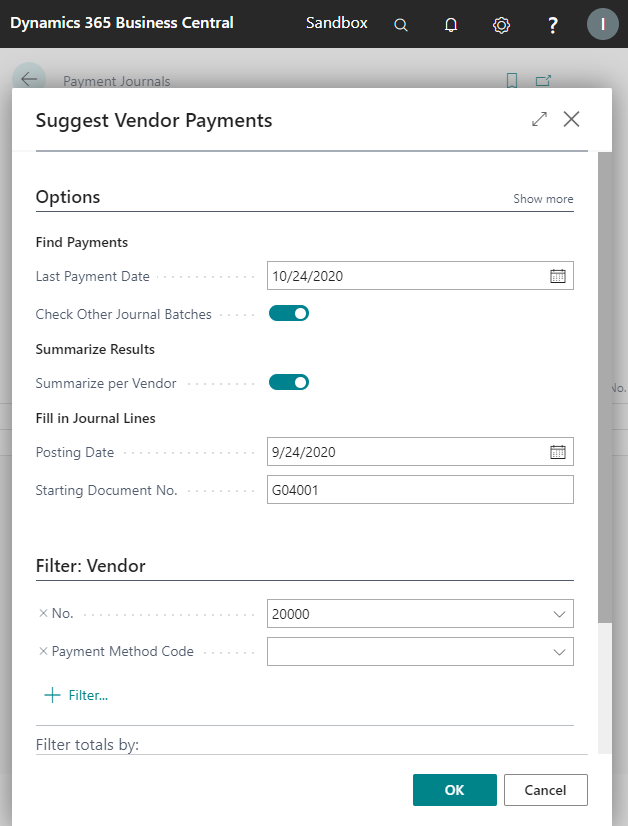 Dynamics 365 Business Central Sandbox ? I
Payment Journals
Suggest Vendor Payments
Options Show more
Find Payments
Last Payment Date 10/24/2020
Check Other Journal Batches
Summarize Results
Summarize per Vendor
No.
Fill in Journal Lines
Posting Date 9/24/2020
Starting Document No. G04001
Filter: Vendor
× No. 20000
× Payment Method Code
+ Filter...
Filter totals by:
OK Cancel